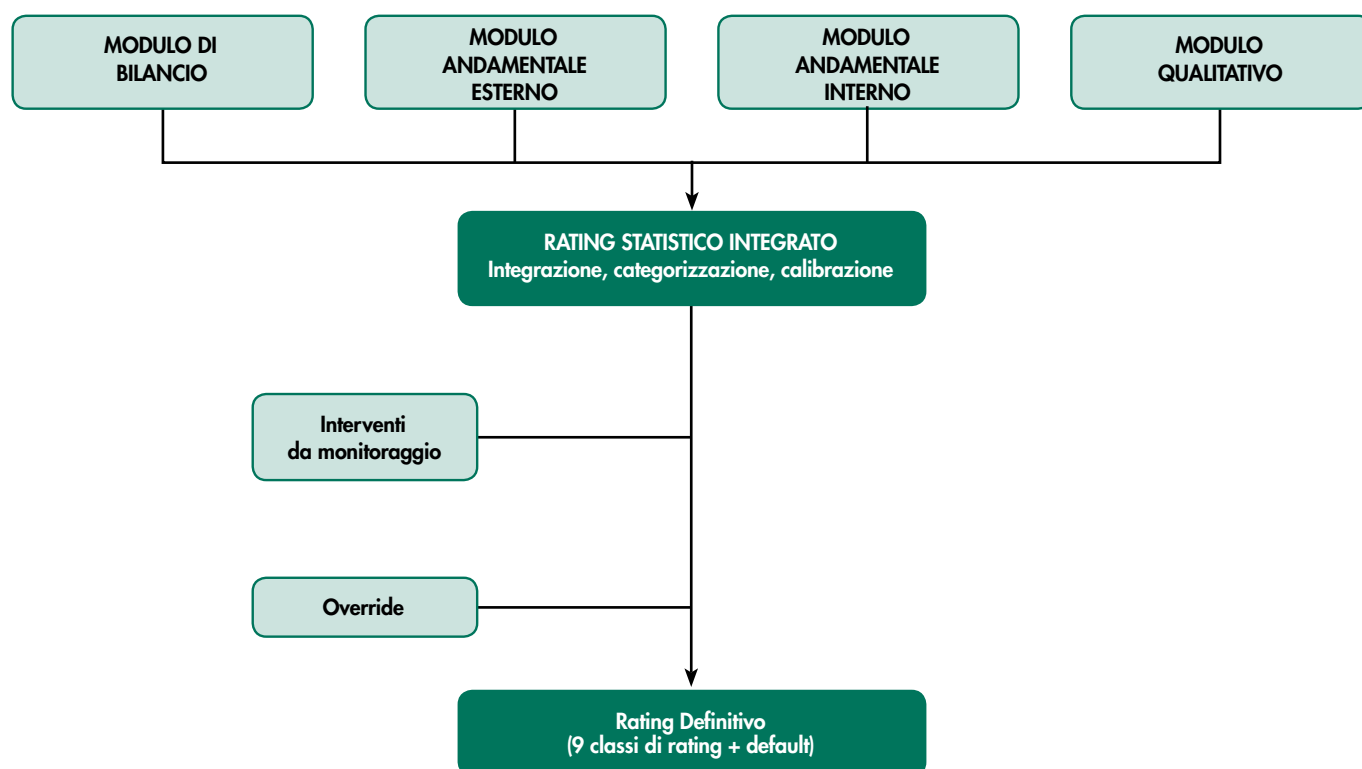 MODULO DI
BILANCIO
MODULO
ANDAMENTALE
ESTERNO
MODULO
ANDAMENTALE
INTERNO
MODULO
QUALITATIVO
RATING STATISTICO INTEGRATO
Integrazione, categorizzazione, calibrazione
Interventi
da monitoraggio
Override
Rating Definitivo
(9 classi di rating + default)